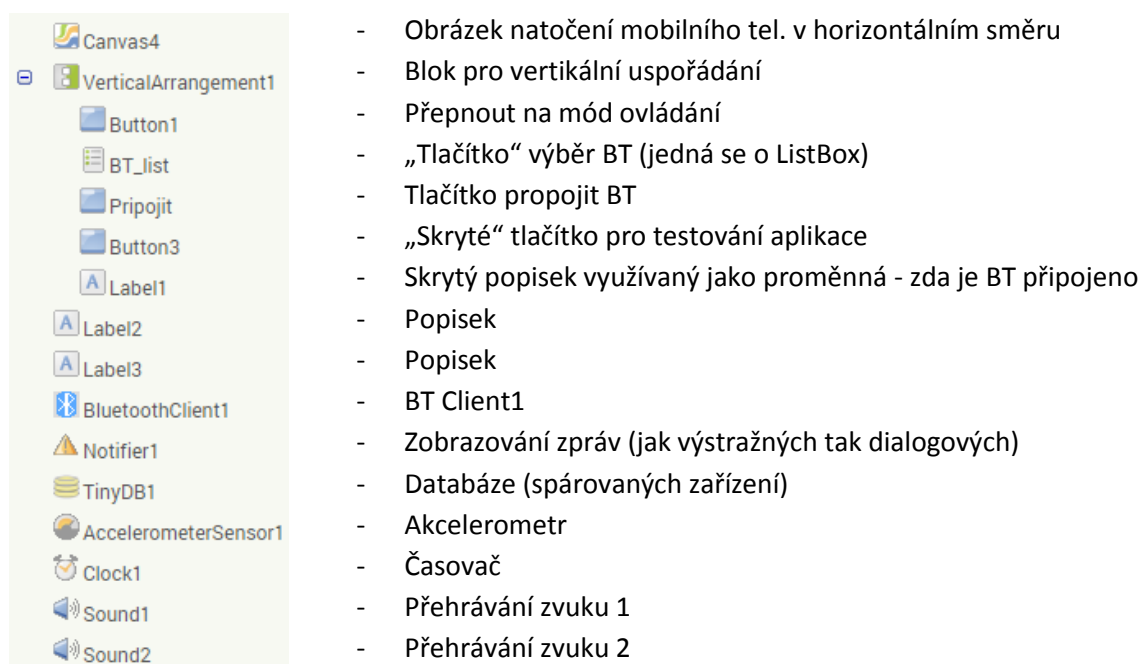 Canvas4 - Obrázek natočení mobilního tel. v horizontálním směru
VerticalArrangement1 - Blok pro vertikální uspořádání
Button1 - Přepnout na mód ovládání
BT_list - „Tlačítko“ výběr BT (jedná se o ListBox)
Pripojit - Tlačítko propojit BT
Button3 - „Skryté“ tlačítko pro testování aplikace
A Label1 - Skrytý popisek využívaný jako proměnná - zda je BT připojeno
A Label2 - Popisek
A Label3 - Popisek
BluetoothClient1 - BT Client1
Notifier1 - Zobrazování zpráv (jak výstražných tak dialogových)
TinyDB1 - Databáze (spárovaných zařízení)
AccelerometerSensor1 - Akcelerometr
Clock1 - Časovač
Sound1 - Přehrávání zvuku 1
Sound2 - Přehrávání zvuku 2